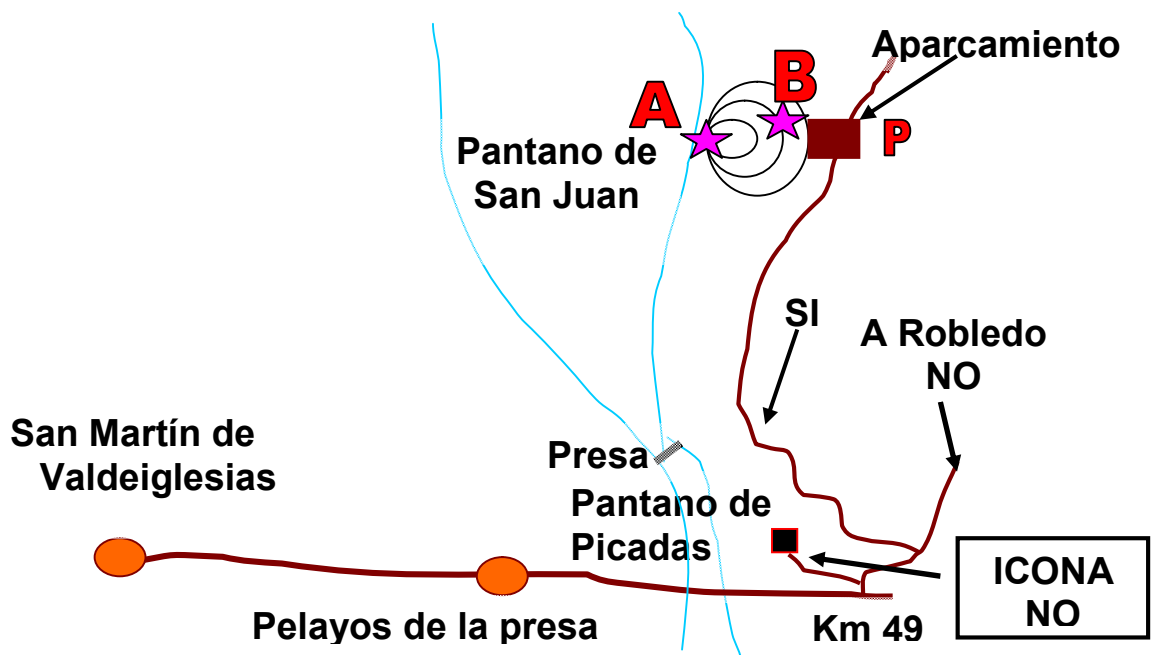 Aparcamiento
B
A
P
Pantano de
San Juan
SI
A Robledo
NO
San Martín de
Valdeiglesias
Presa
Pantano de
Picadas
ICONA
NO
Pelayos de la presa
Km 49